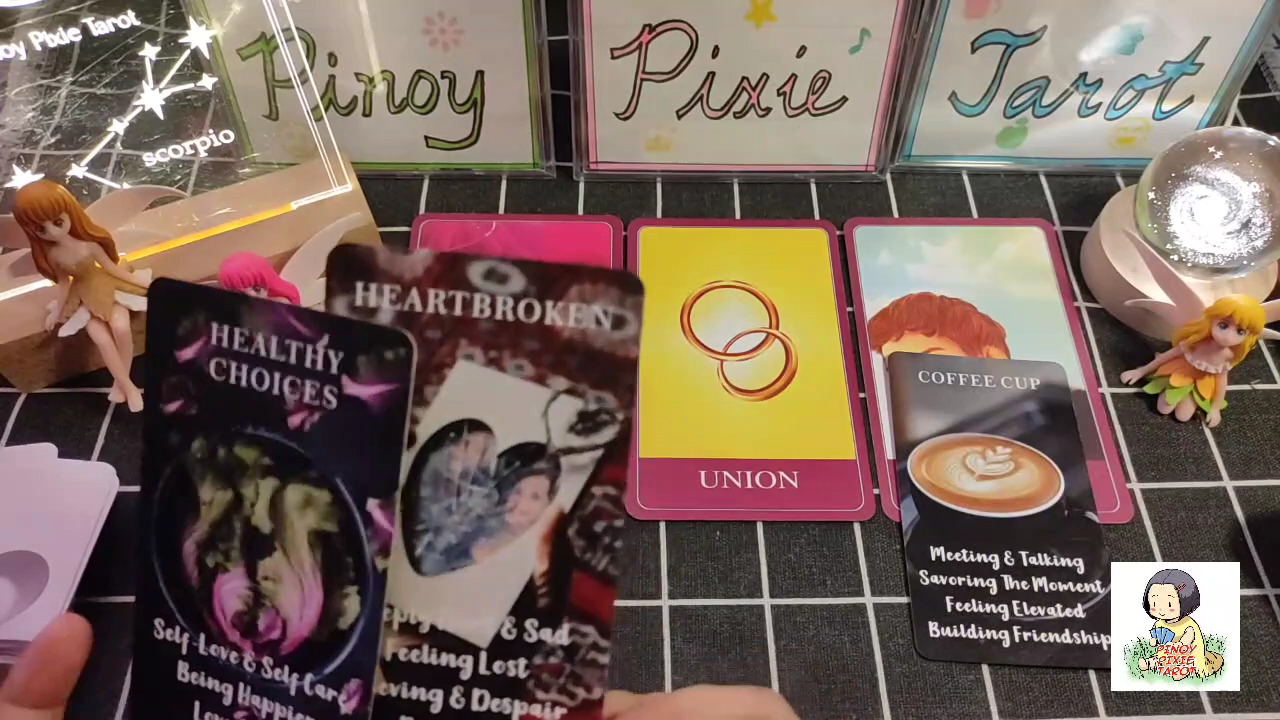 Pixie Tarot
scorpio
Pinoy
Pixie
Tarot
HEALTHY
CHOICES
Self-Love & Self-Care
Being Happier
HEARTBROKEN
& Sad
Feeling Lost
& Despair
UNION
COFFEE CUP
Meeting & Talking
Savoring The Moment
Feeling Elevated
Building Friendship
PINOY
PIXIE
TAROT